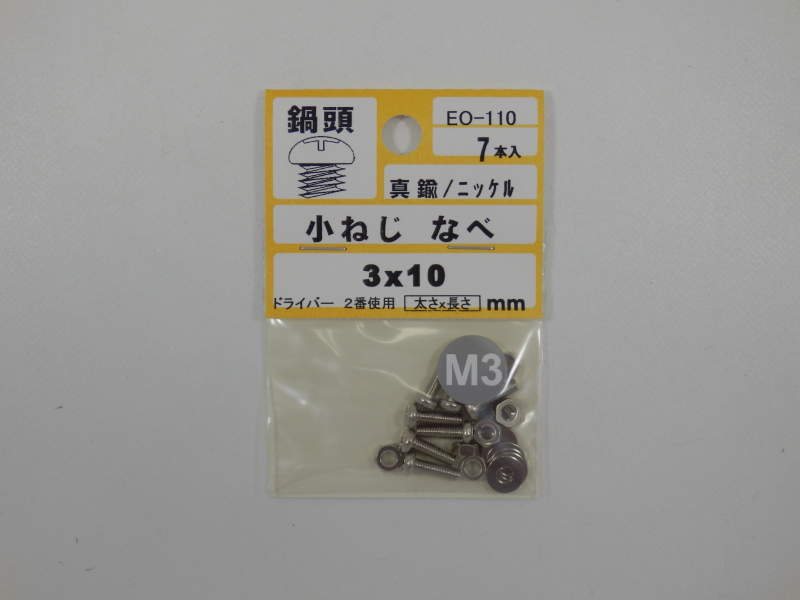 鍋頭
EO-110
7本入
真鍮/ニッケル
小ねじ なべ
3x10
ドライバー 2番使用 太さx長さ mm
M3